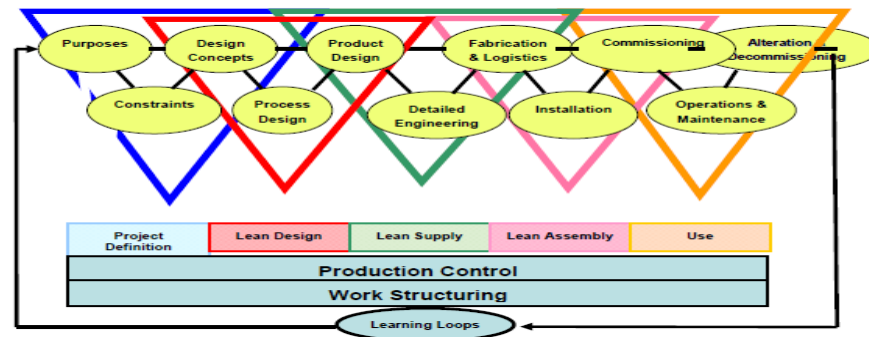 Purposes
Design
Concepts
Product
Design
Fabrication
& Logistics
Commissioning
Alteration
Decommissioning
Constraints
Process
Design
Detailed
Engineering
Installation
Operations &
Maintenance
Project
Definition
Lean Design
Lean Supply
Lean Assembly
Use
Production Control
Work Structuring
Learning Loops